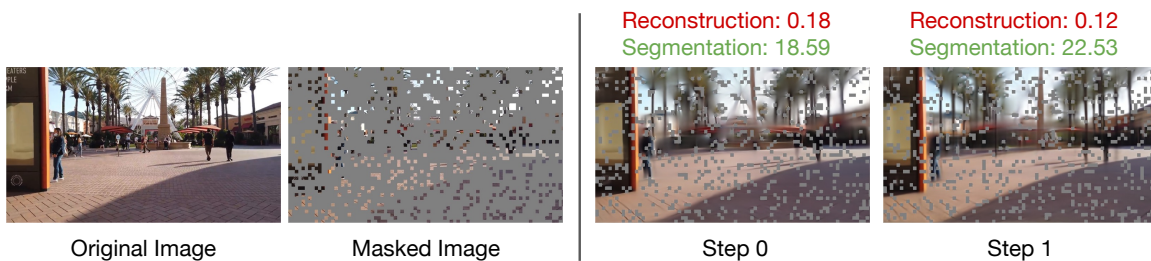 Reconstruction: 0.18
Segmentation: 18.59
Reconstruction: 0.12
Segmentation: 22.53
Original Image
Masked Image
Step 0
Step 1